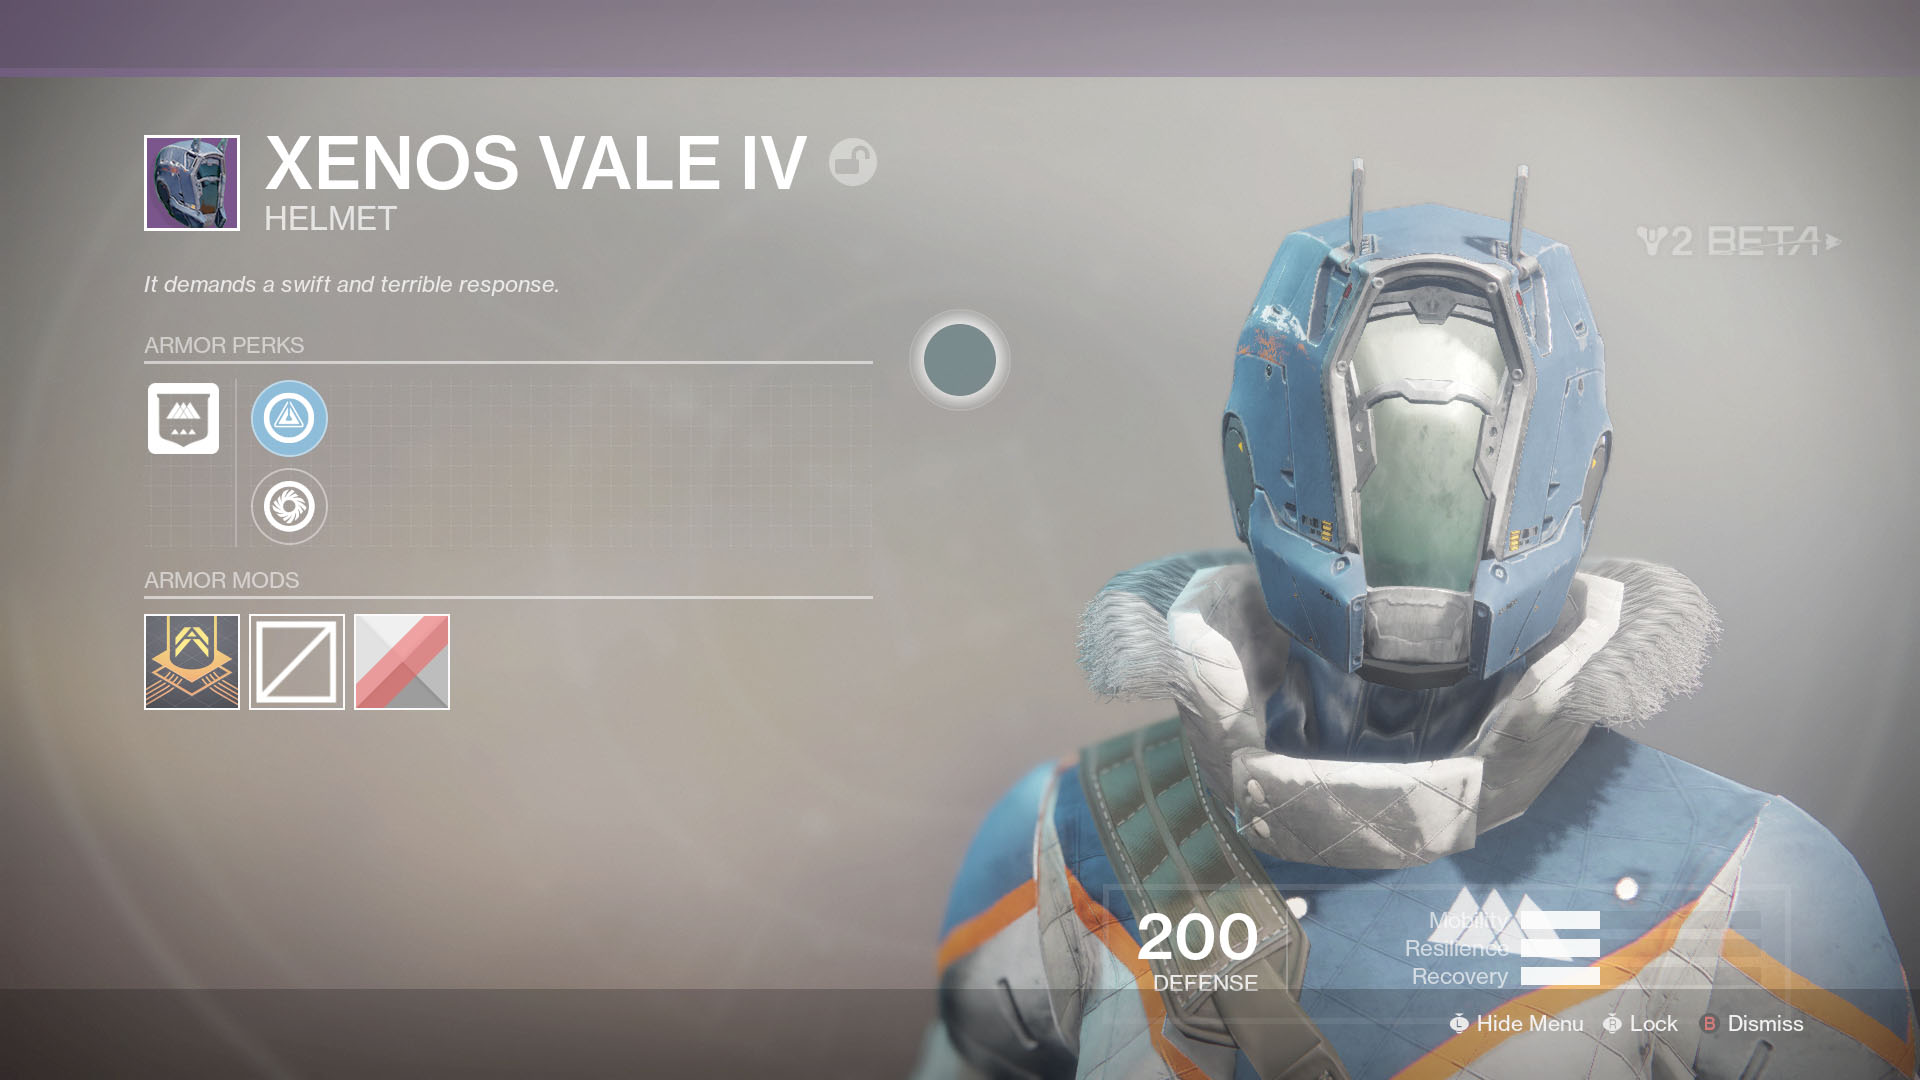 XENOS VALE IV
HELMET
It demands a swift and terrible response.
ARMOR PERKS
ARMOR MODS
2 BETA
200
DEFENSE
Mobility
Resilience
Recovery
L Hide Menu R Lock B Dismiss